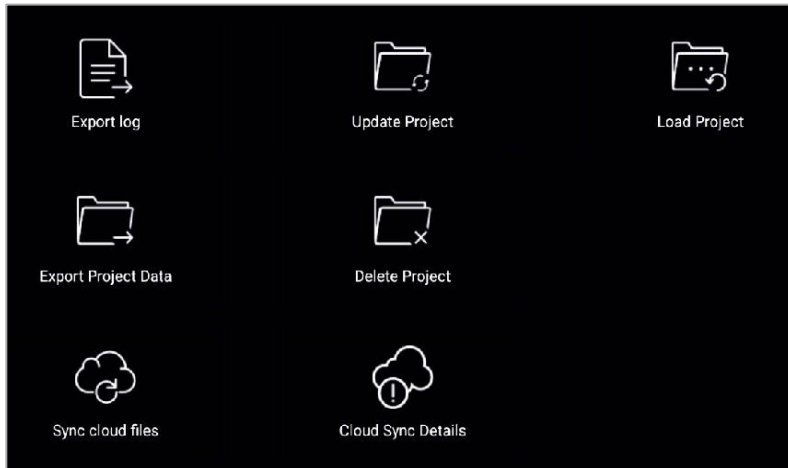 Export log
Update Project
Load Project
Export Project Data
Delete Project
Sync cloud files
Cloud Sync Details